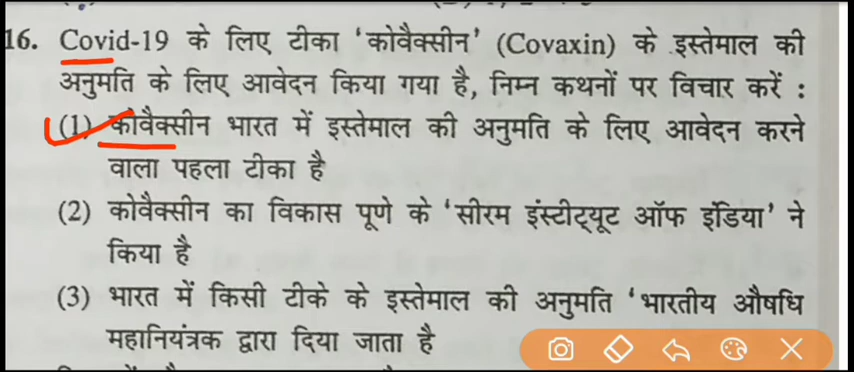 16. Covid-19 के लिए टीका 'कोवैक्सीन' (Covaxin) के इस्तेमाल की
अनुमति के लिए आवेदन किया गया है, निम्न कथनों पर विचार करें :
(1) कोवैक्सीन भारत में इस्तेमाल की अनुमति के लिए आवेदन करने
वाला पहला टीका है
(2) कोवैक्सीन का विकास पूणे के 'सीरम इंस्टीट्यूट ऑफ इंडिया' ने
किया है
(3) भारत में किसी टीके के इस्तेमाल की अनुमति 'भारतीय औषधि
महानियंत्रक द्वारा दिया जाता है